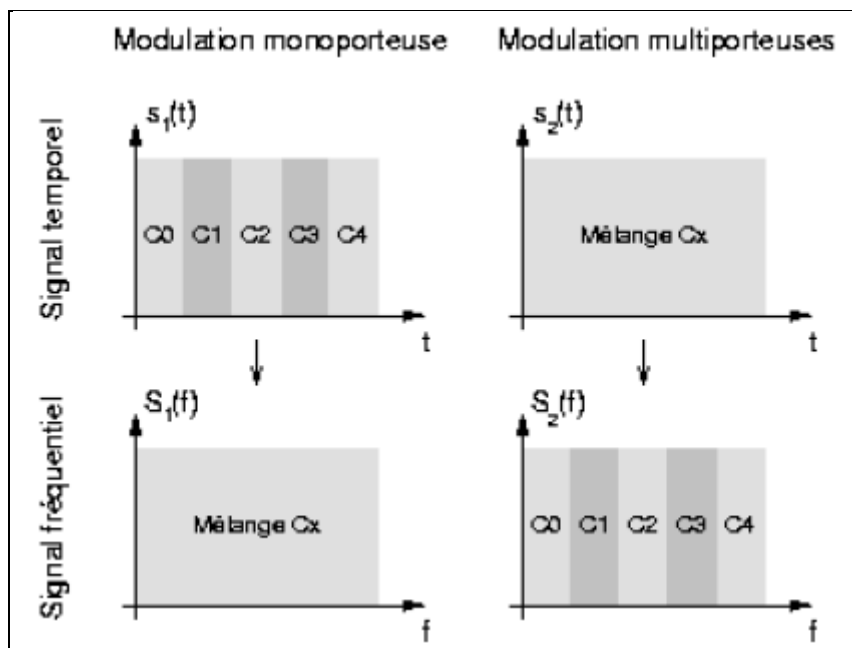 Modulation monoporteuse Modulation multiporteuses
Signal temporel
s1(t)
C0 C1 C2 C3 C4
t
s2(t)
Mélange Cx
t
Signal fréquentiel
S1(f)
Mélange Cx
f
S2(f)
C0 C1 C2 C3 C4
f